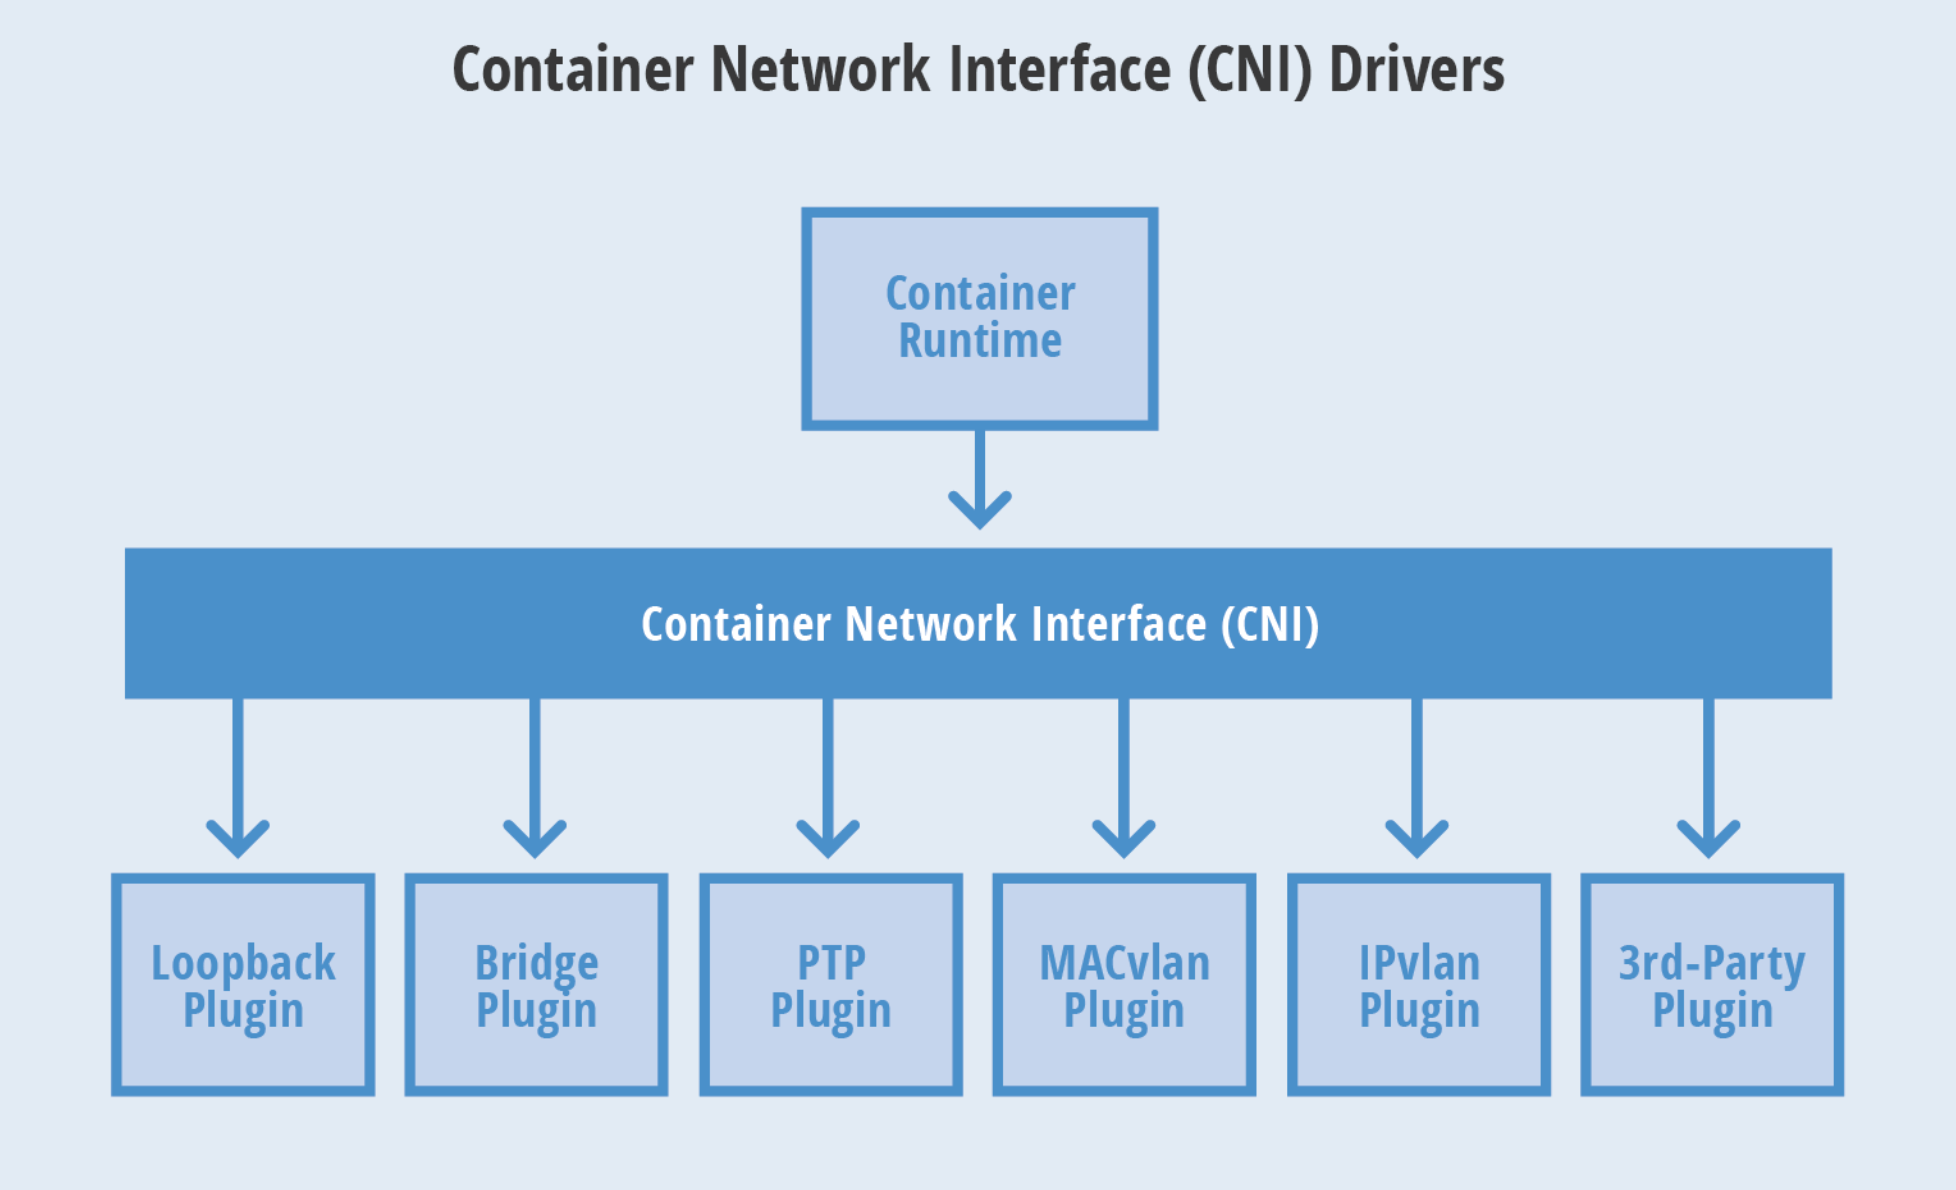 Container Network Interface (CNI) Drivers
Container
Runtime
Container Network Interface (CNI)
Loopback
Plugin
Bridge
Plugin
PTP
Plugin
MACvlan
Plugin
IPvlan
Plugin
3rd-Party
Plugin